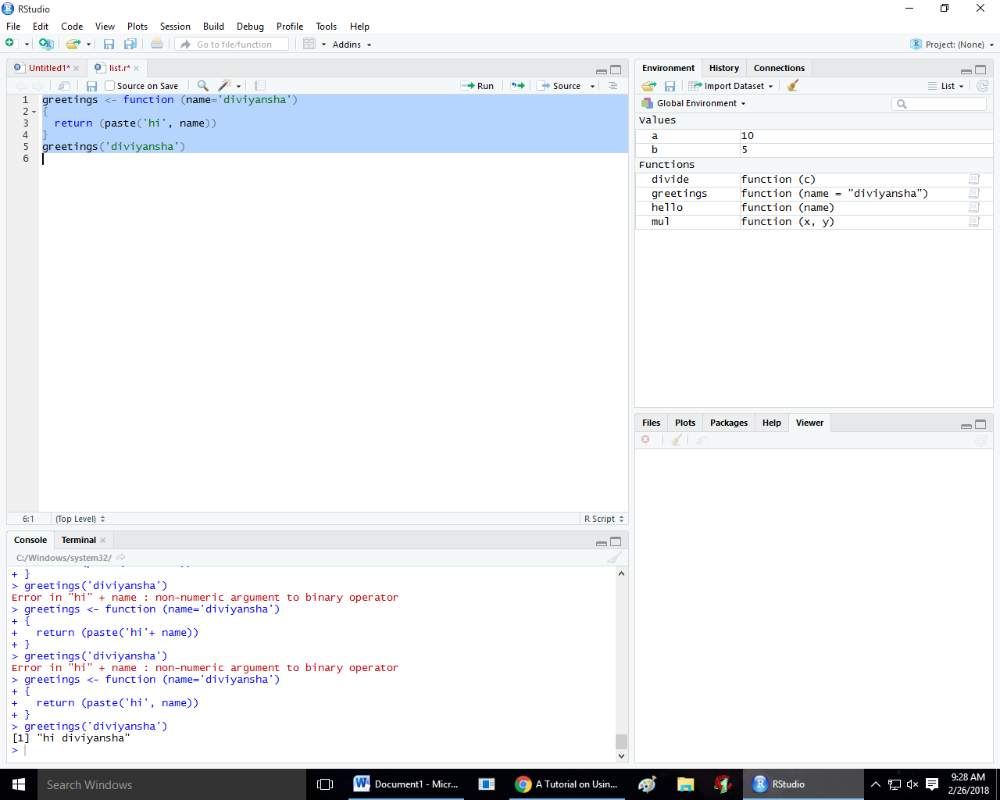 RStudio
File Edit Code View Plots Session Build Debug Profile Tools Help
Go to file/function Addins Project: (None)
Untitled1* list.r*
Source on Save Run Source
1 greetings <- function (name='diviyansha')
2 {
3   return (paste('hi', name))
4 }
5 greetings('diviyansha')
6
6:1 (Top Level) R Script
Console Terminal
C:/Windows/system32/
+ }
> greetings('diviyansha')
Error in "hi" + name : non-numeric argument to binary operator
> greetings <- function (name='diviyansha')
+ {
+   return (paste('hi'+ name))
+ }
> greetings('diviyansha')
Error in "hi" + name : non-numeric argument to binary operator
> greetings <- function (name='diviyansha')
+ {
+   return (paste('hi', name))
+ }
> greetings('diviyansha')
[1] "hi diviyansha"
>
Environment History Connections
Import Dataset List
Global Environment
Values
a 10
b 5
Functions
divide function (c)
greetings function (name = "diviyansha")
hello function (name)
mul function (x, y)
Files Plots Packages Help Viewer
Search Windows Document1 - Micr... A Tutorial on Usin... RStudio 9:28 AM
2/26/2018